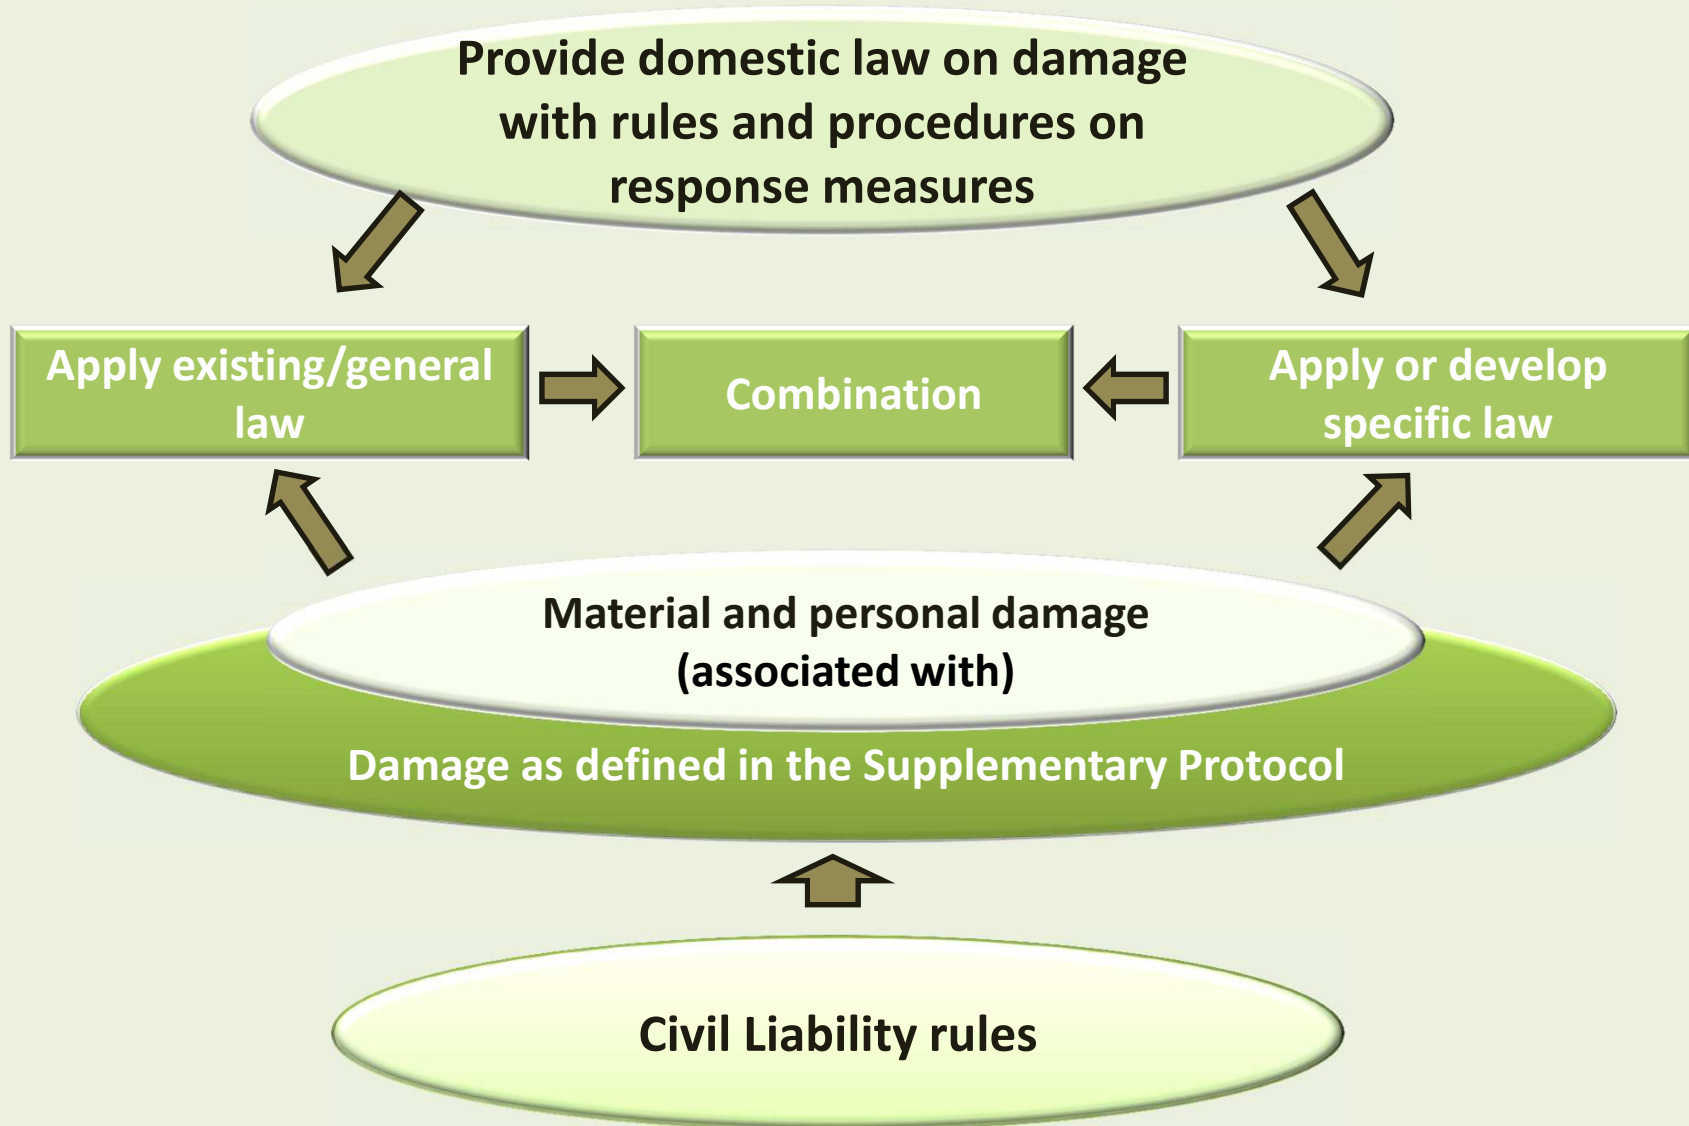 Provide domestic law on damage
with rules and procedures on
response measures
Apply existing/general
law
Combination
Apply or develop
specific law
Material and personal damage
(associated with)
Damage as defined in the Supplementary Protocol
Civil Liability rules